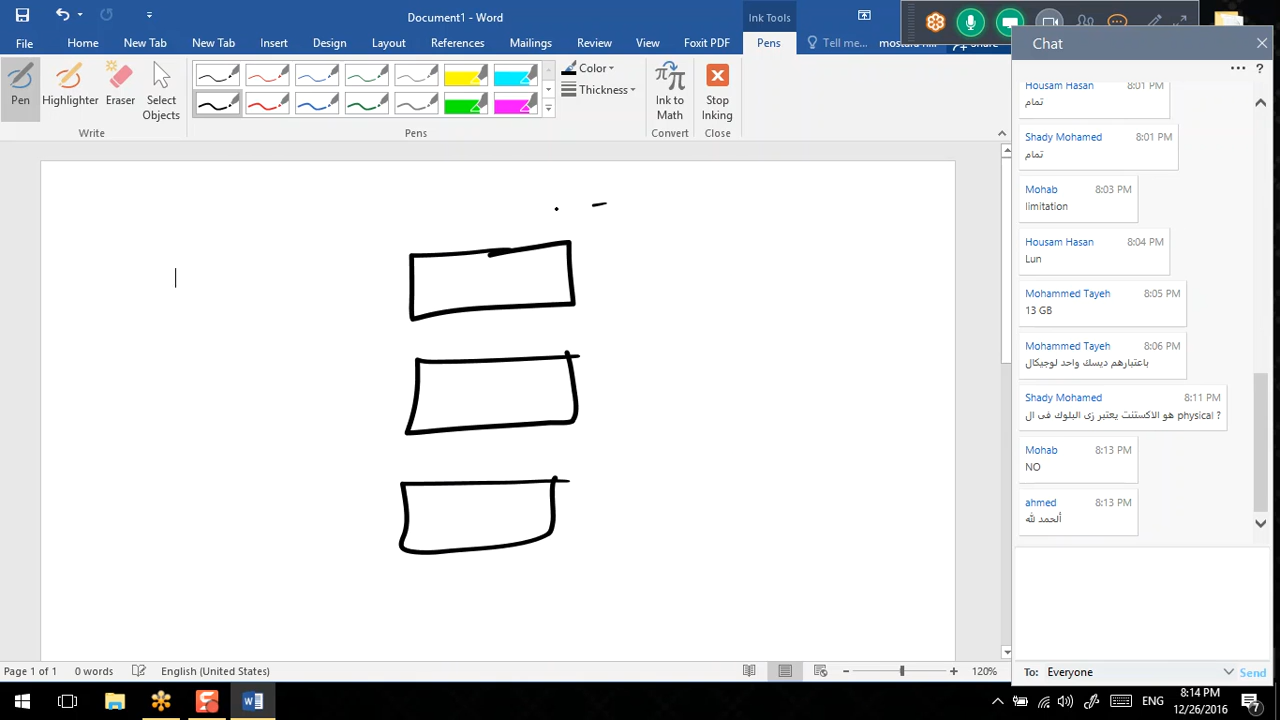 Document1 - Word
Ink Tools
File
Home
New Tab
New Tab
Insert
Design
Layout
References
Mailings
Review
View
Foxit PDF
Pens
Tell me...
Share
Pen
Highlighter
Eraser
Select
Objects
Color
Thickness
Ink to
Math
Stop
Inking
Write
Pens
Convert
Close
Chat
Housam Hasan 8:01 PM
تمام
Shady Mohamed 8:01 PM
تمام
Mohab 8:03 PM
limitation
Housam Hasan 8:04 PM
Lun
Mohammed Tayeh 8:05 PM
13 GB
Mohammed Tayeh 8:06 PM
باعتبارهم ديسك واحد لوجيكال
Shady Mohamed 8:11 PM
هو الاكستنت يعتبر زى البلوك فى ال physical ?
Mohab 8:13 PM
NO
ahmed 8:13 PM
ألحمد لله
To: Everyone
Send
Page 1 of 1
0 words
English (United States)
120%
ENG
8:14 PM
12/26/2016
7